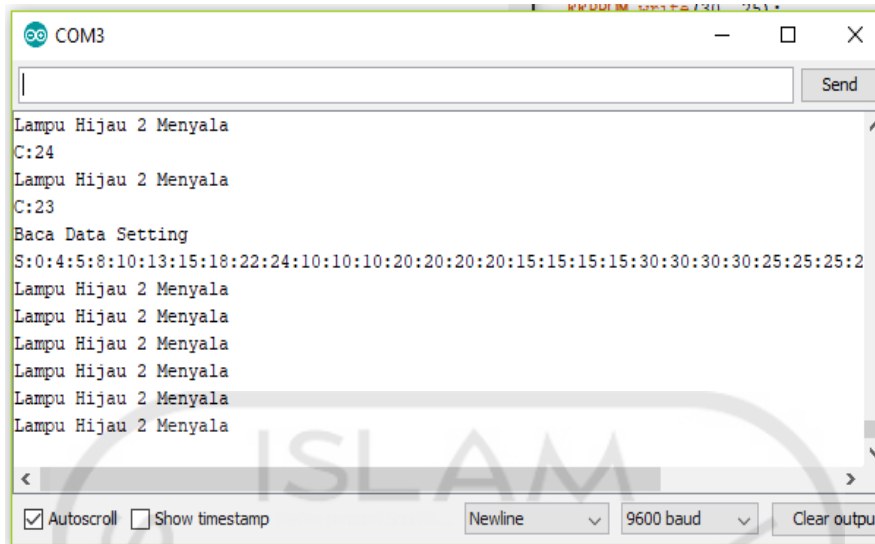 EEPROM.write(30, 25);
COM3
Send
Lampu Hijau 2 Menyala
C:24
Lampu Hijau 2 Menyala
C:23
Baca Data Setting
S:0:4:5:8:10:13:15:18:22:24:10:10:10:20:20:20:20:15:15:15:15:30:30:30:30:25:25:25:2
Lampu Hijau 2 Menyala
Lampu Hijau 2 Menyala
Lampu Hijau 2 Menyala
Lampu Hijau 2 Menyala
Lampu Hijau 2 Menyala
Lampu Hijau 2 Menyala
ISLAM
Autoscroll Show timestamp Newline 9600 baud Clear outpu